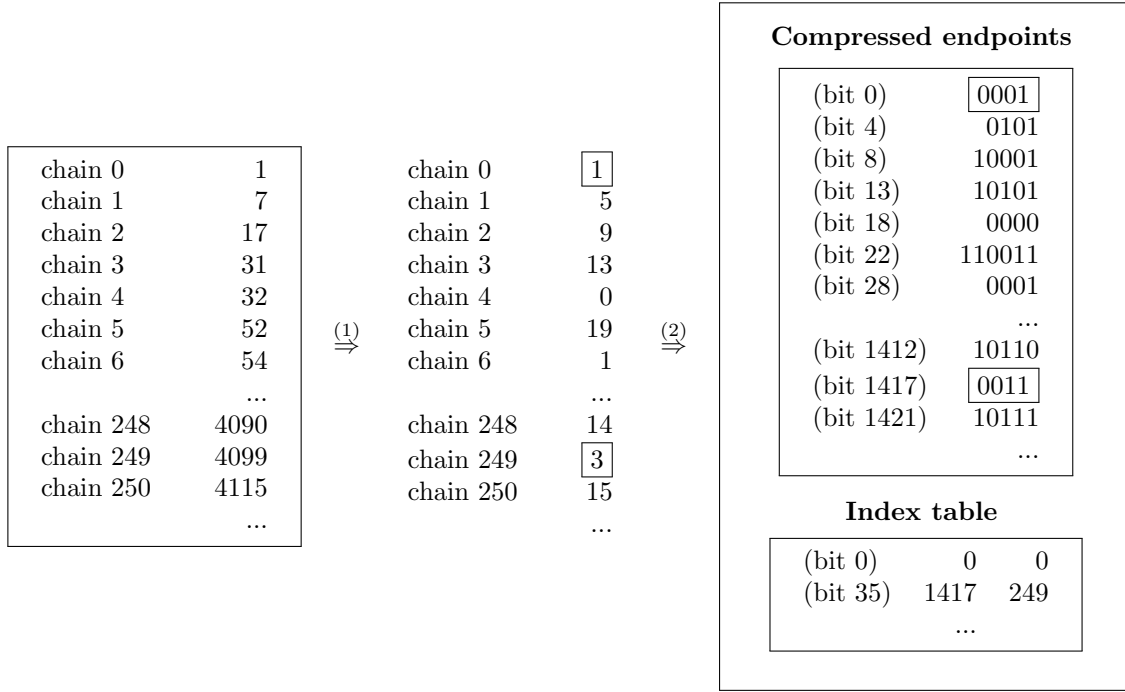 chain 0 1
chain 1 7
chain 2 17
chain 3 31
chain 4 32
chain 5 52
chain 6 54
...
chain 248 4090
chain 249 4099
chain 250 4115
...
(1)
⇒
chain 0 1
chain 1 5
chain 2 9
chain 3 13
chain 4 0
chain 5 19
chain 6 1
...
chain 248 14
chain 249 3
chain 250 15
...
(2)
⇒
Compressed endpoints
(bit 0) 0001
(bit 4) 0101
(bit 8) 10001
(bit 13) 10101
(bit 18) 0000
(bit 22) 110011
(bit 28) 0001
...
(bit 1412) 10110
(bit 1417) 0011
(bit 1421) 10111
...
Index table
(bit 0) 0 0
(bit 35) 1417 249
...